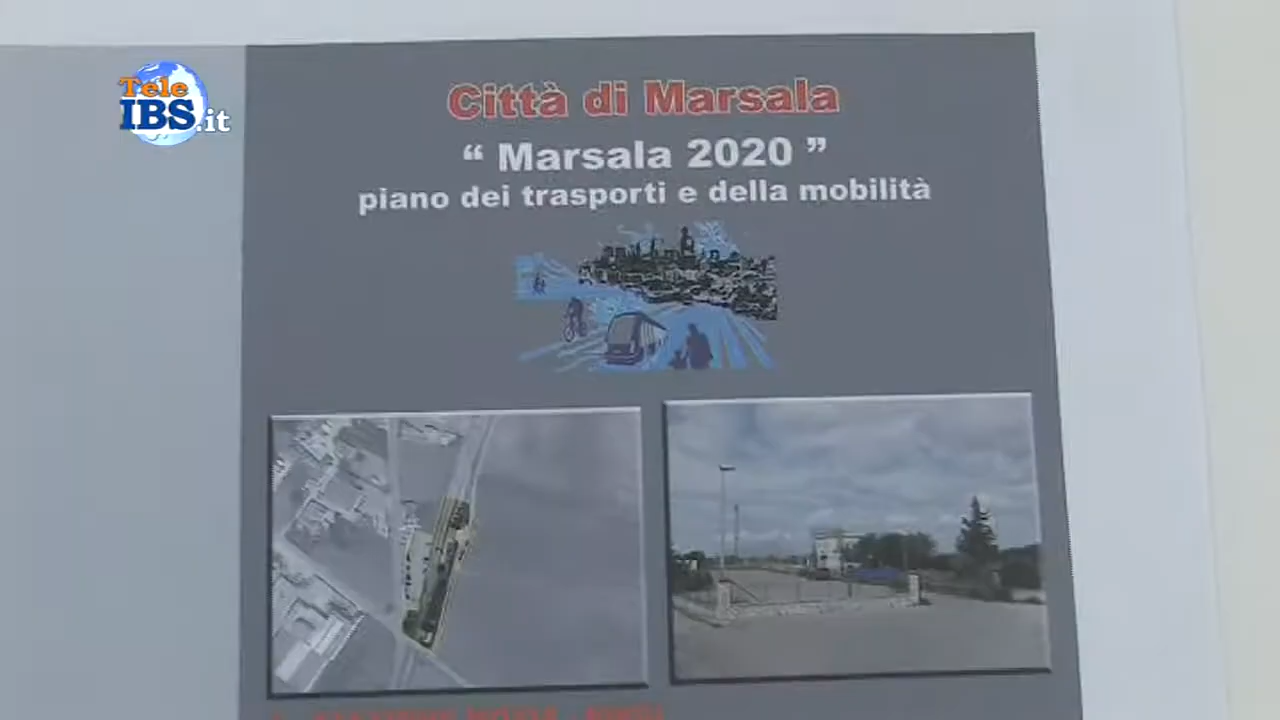 Tele
IBS.it
Città di Marsala
“ Marsala 2020 ”
piano dei trasporti e della mobilità